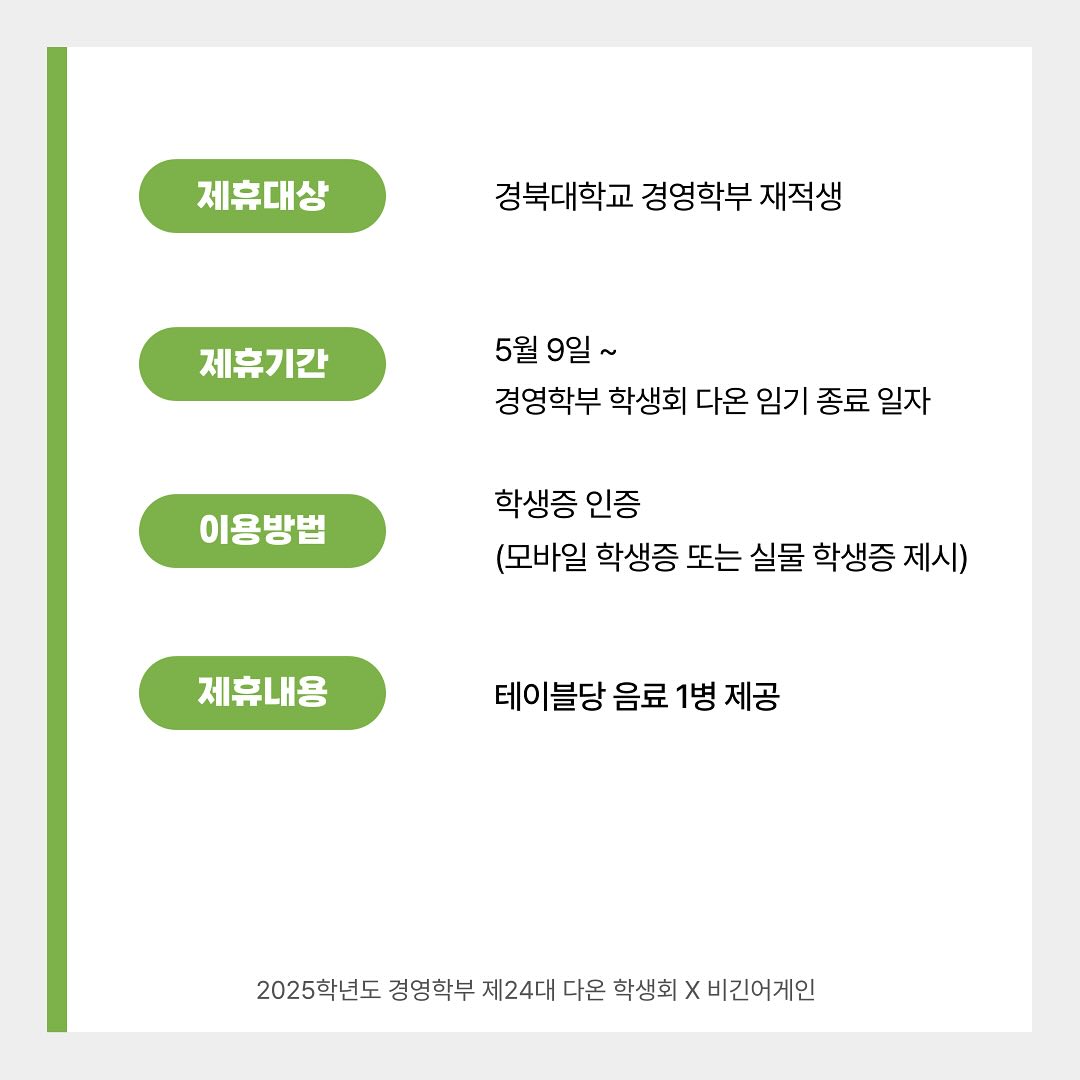 제휴대상
경북대학교 경영학부 재적생
제휴기간
5월 9일 ~
경영학부 학생회 다온 임기 종료 일자
이용방법
학생증 인증
(모바일 학생증 또는 실물 학생증 제시)
제휴내용
테이블당 음료 1병 제공
2025학년도 경영학부 제24대 다온 학생회 X 비긴어게인